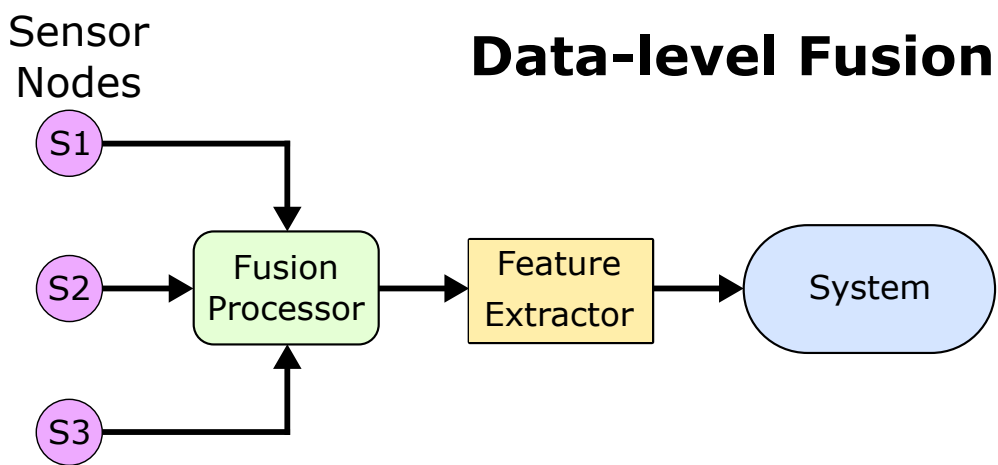 Sensor
Nodes
Data-level Fusion
S1
S2
S3
Fusion
Processor
Feature
Extractor
System